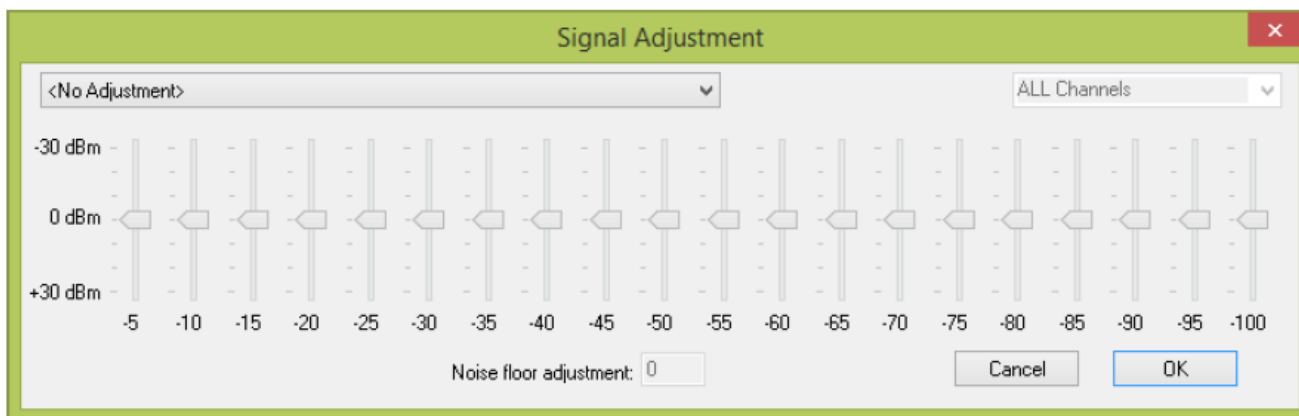 Signal Adjustment
<No Adjustment>
ALL Channels
-30 dBm
0 dBm
+30 dBm
-5 -10 -15 -20 -25 -30 -35 -40 -45 -50 -55 -60 -65 -70 -75 -80 -85 -90 -95 -100
Noise floor adjustment: 0
Cancel OK